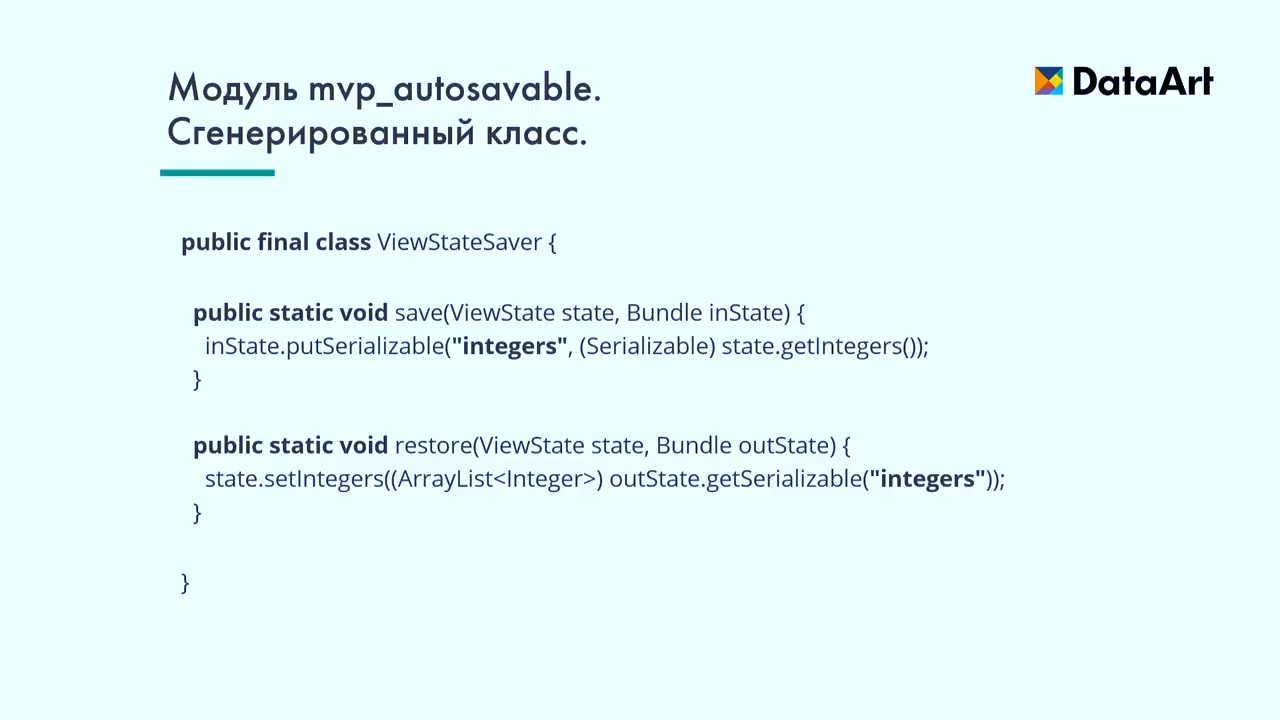 Модуль mvp_autosavable.
Сгенерированный класс.
DataArt
public final class ViewStateSaver {
public static void save(ViewState state, Bundle inState) {
inState.putSerializable("integers", (Serializable) state.getIntegers());
}
public static void restore(ViewState state, Bundle outState) {
state.setIntegers((ArrayList<Integer>) outState.getSerializable("integers"));
}
}